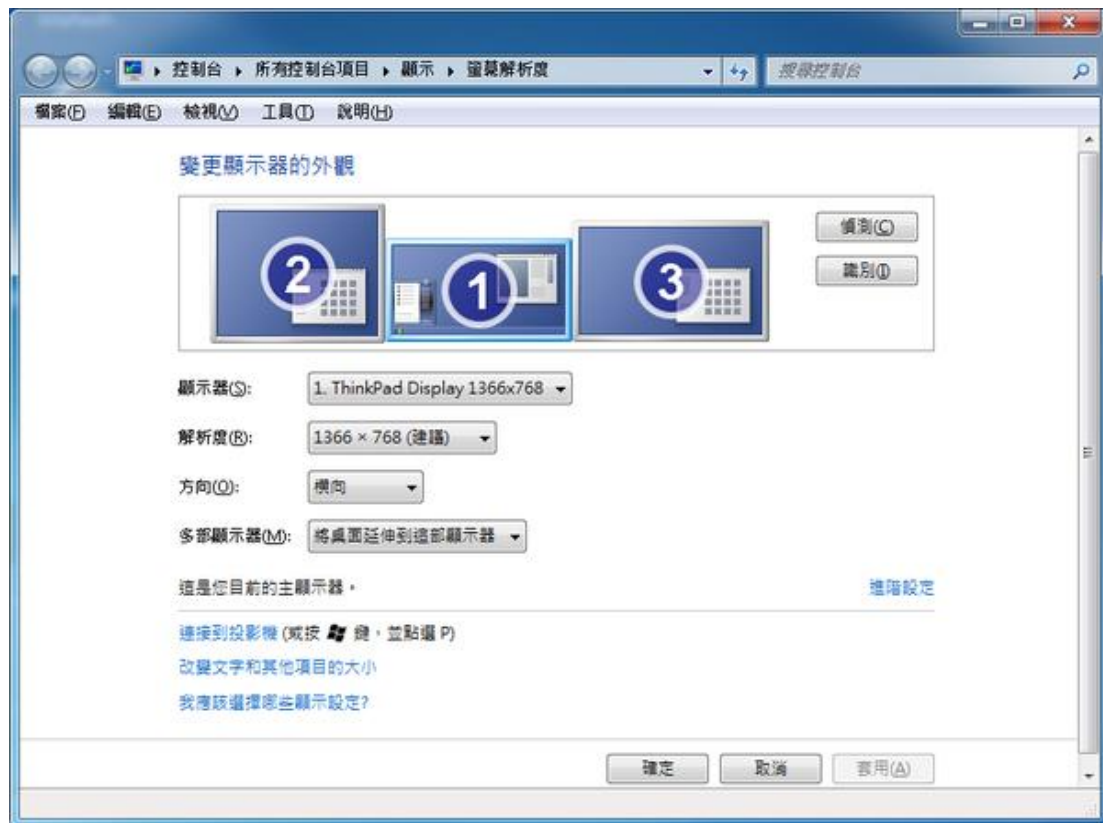 控制台 ▸ 所有控制台項目 ▸ 顯示 ▸ 螢幕解析度
搜尋控制台
檔案(F) 編輯(E) 檢視(V) 工具(T) 說明(H)
變更顯示器的外觀
2 1 3
偵測(C)
識別(I)
顯示器(S): 1. ThinkPad Display 1366x768
解析度(R): 1366 × 768 (建議)
方向(O): 橫向
多部顯示器(M): 將桌面延伸到這部顯示器
這是您目前的主顯示器。 進階設定
連接到投影機 (或按 鍵，並點選 P)
改變文字和其他項目的大小
我應該選擇哪些顯示設定?
確定 取消 套用(A)